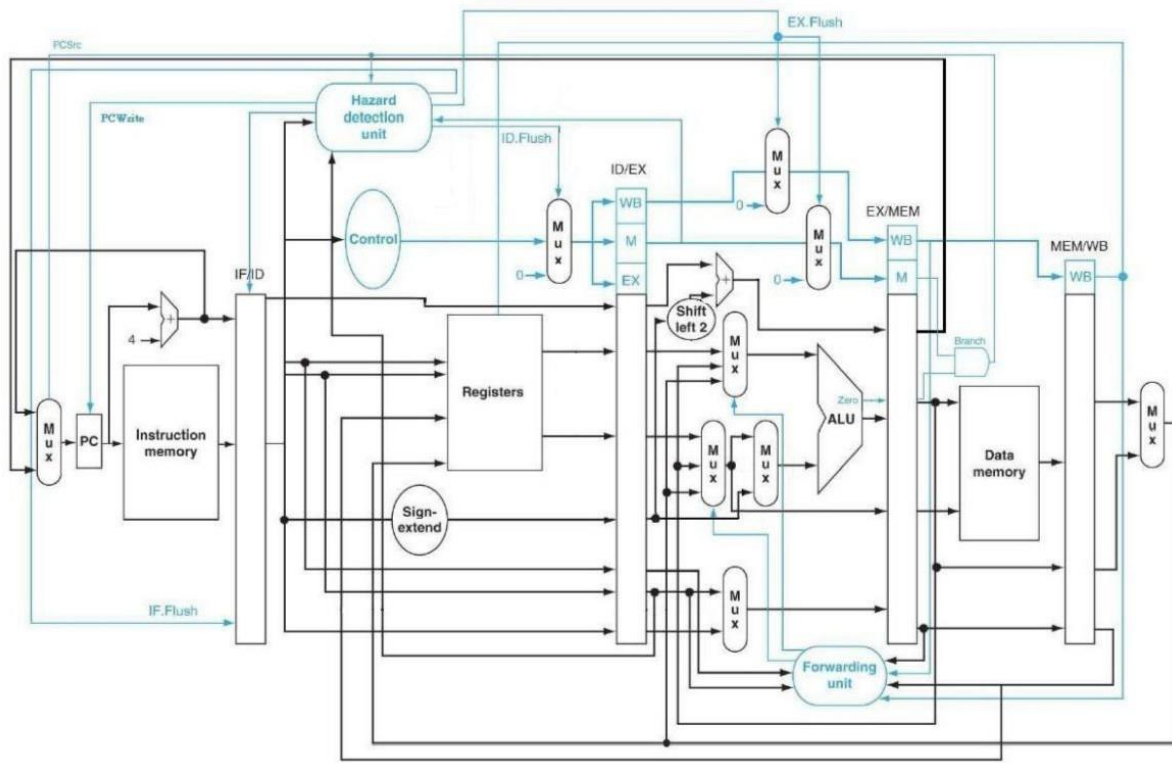 EX.Flush
PCSrc
Hazard
detection
unit
PCWrite
ID.Flush
M
u
x
ID/EX
WB
0
M
u
x
EX/MEM
Control
M
u
x
M
WB
MEM/WB
0
EX
0
M
WB
IF/ID
+
Shift
left 2
+
4
M
u
x
Branch
Registers
Zero
ALU
M
u
x
PC
Instruction
memory
M
u
x
M
u
x
Data
memory
M
u
x
Sign-
extend
M
u
x
IF.Flush
Forwarding
unit